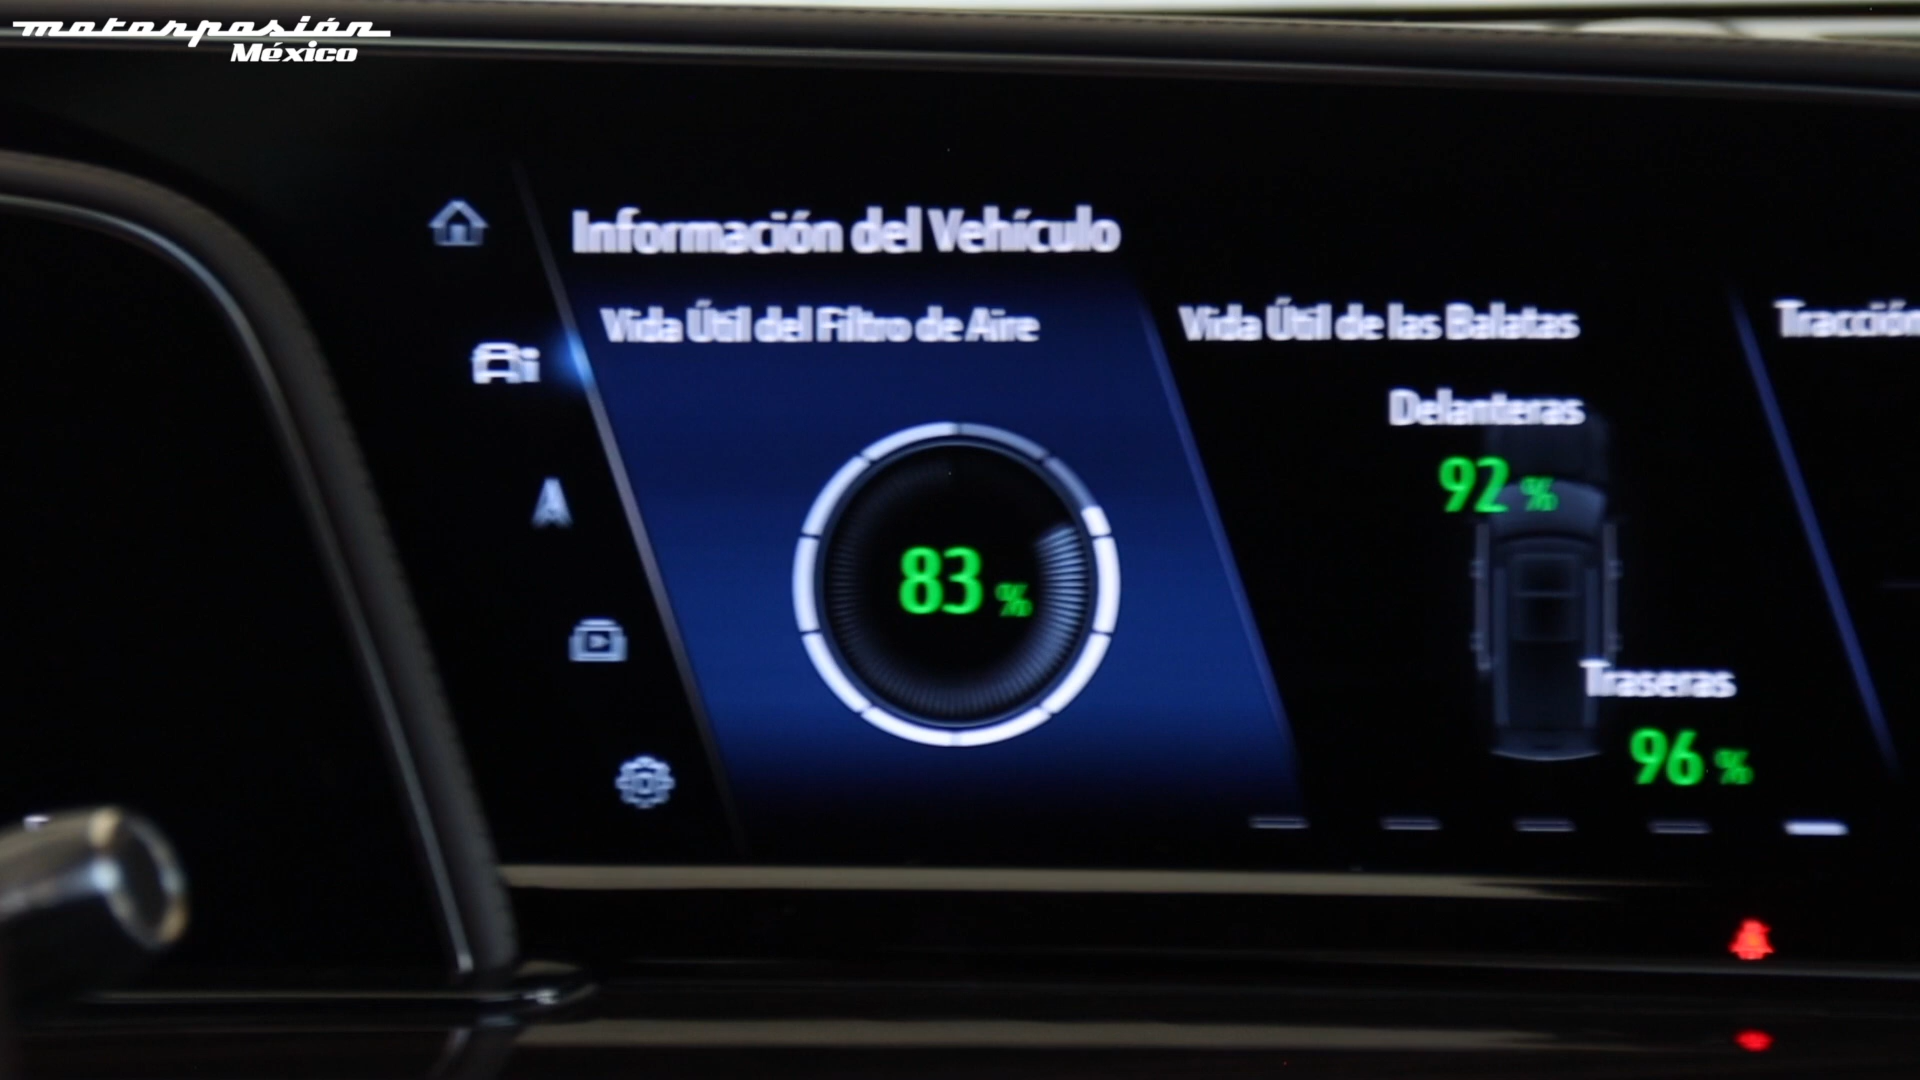 motorpasión
México
Información del Vehículo
Vida Útil del Filtro de Aire
83 %
Vida Útil de las Balatas
Delanteras
92 %
Traseras
96 %
Tracción